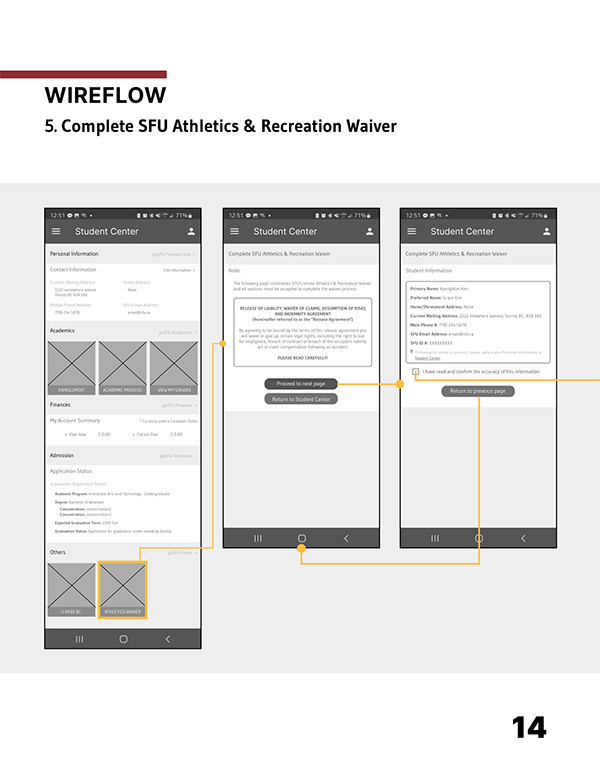 WIREFLOW
5. Complete SFU Athletics & Recreation Waiver
12:51
71%
Student Center
Personal Information
goSFU Personal Info >
Contact Information
Edit Information >
Current Mailing Address
Home Address
2222 somewhere avenue
None
Mobile Phone Number
SFU Email Address
778 234-5678
email@sfu.ca
Academics
goSFU Academics >
ENROLLMENT
ACADEMIC PROCESS
VIEW MY GRADES
Finances
goSFU Finances >
My Account Summary
* Currency used is Canadian Dollar
Due now
$ 0.00
Future Due
$ 0.00
Admission
goSFU Admission >
Application Status
Graduation Application Status
Academic Program: Interactive Arts and Technology - Undergraduate
Degree: Bachelor of Whatever
Concentration: (concentration)
Concentration: (concentration)
Expected Graduation Term: 20XX Fall
Graduation Status: Application for graduation under review by faculty
Others
goSFU Home >
U-PASS BC
ATHLETICS WAIVER
12:51
71%
Student Center
Complete SFU Athletics & Recreation Waiver
Note:
The following page constitutes SFU's online Athletics & Recreation Waiver
and all sections must be accepted to complete the waiver process.
RELEASE OF LIABILITY, WAIVER OF CLAIMS, ASSUMPTION OF RISKS
AND INDEMNITY AGREEMENT
(hereinafter referred to as the "Release Agreement")
By agreeing to be bound by the terms of this release agreement you
will waive or give up certain legal rights, including the right to sue
for negligence, breach of contract or breach of the occupiers liability
act or claim compensation following an accident
PLEASE READ CAREFULLY!
Proceed to next page
Return to Student Center
12:51
71%
Student Center
Complete SFU Athletics & Recreation Waiver
Student Information
Primary Name: Kyungmin Kim
Preferred Name: Grace Kim
Home/Permanent Address: None
Current Mailing Address: 2222 elsewhere avenue, Surrey BC, B3B 1B1
Main Phone #: 778 234-5678
SFU Email Address: email@sfu.ca
SFU ID #: XXXXXXXXX
If information above is incorrect, please update your Personal Information in
Student Center
I have read and confirm the accuracy of this information
Return to previous page
14